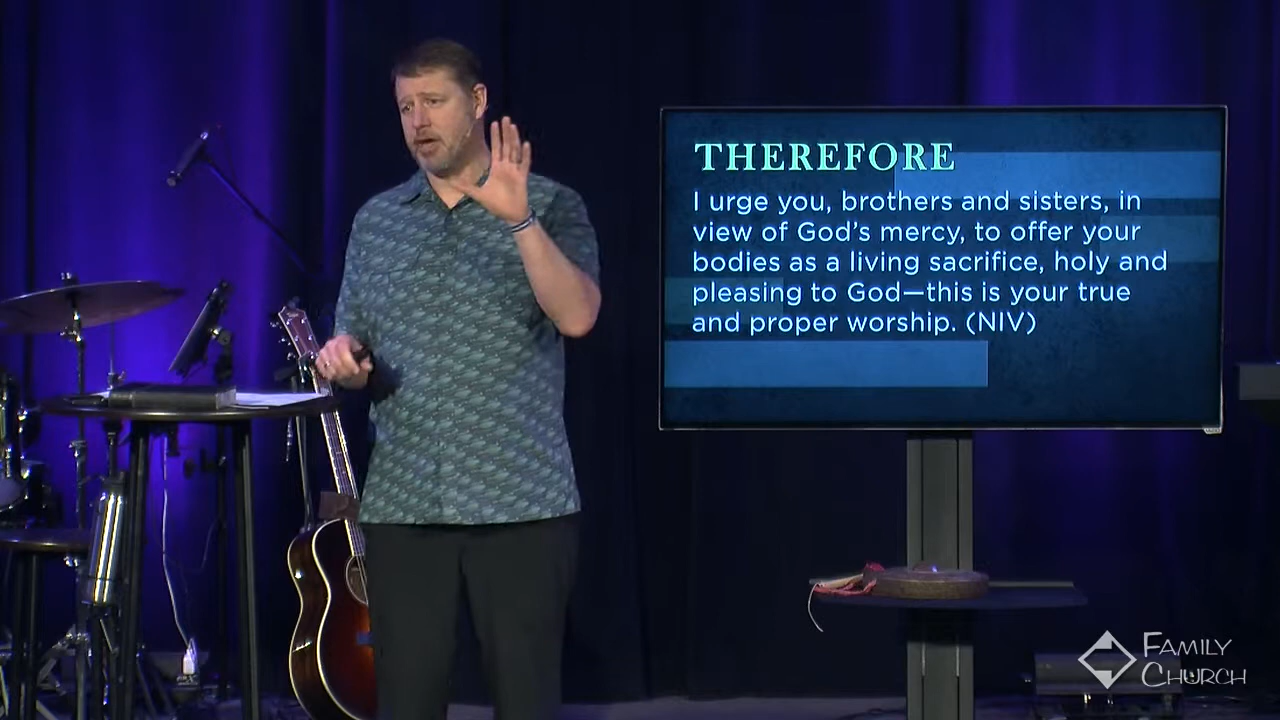 THEREFORE
I urge you, brothers and sisters, in
view of God's mercy, to offer your
bodies as a living sacrifice, holy and
pleasing to God—this is your true
and proper worship. (NIV)
FAMILY
CHURCH